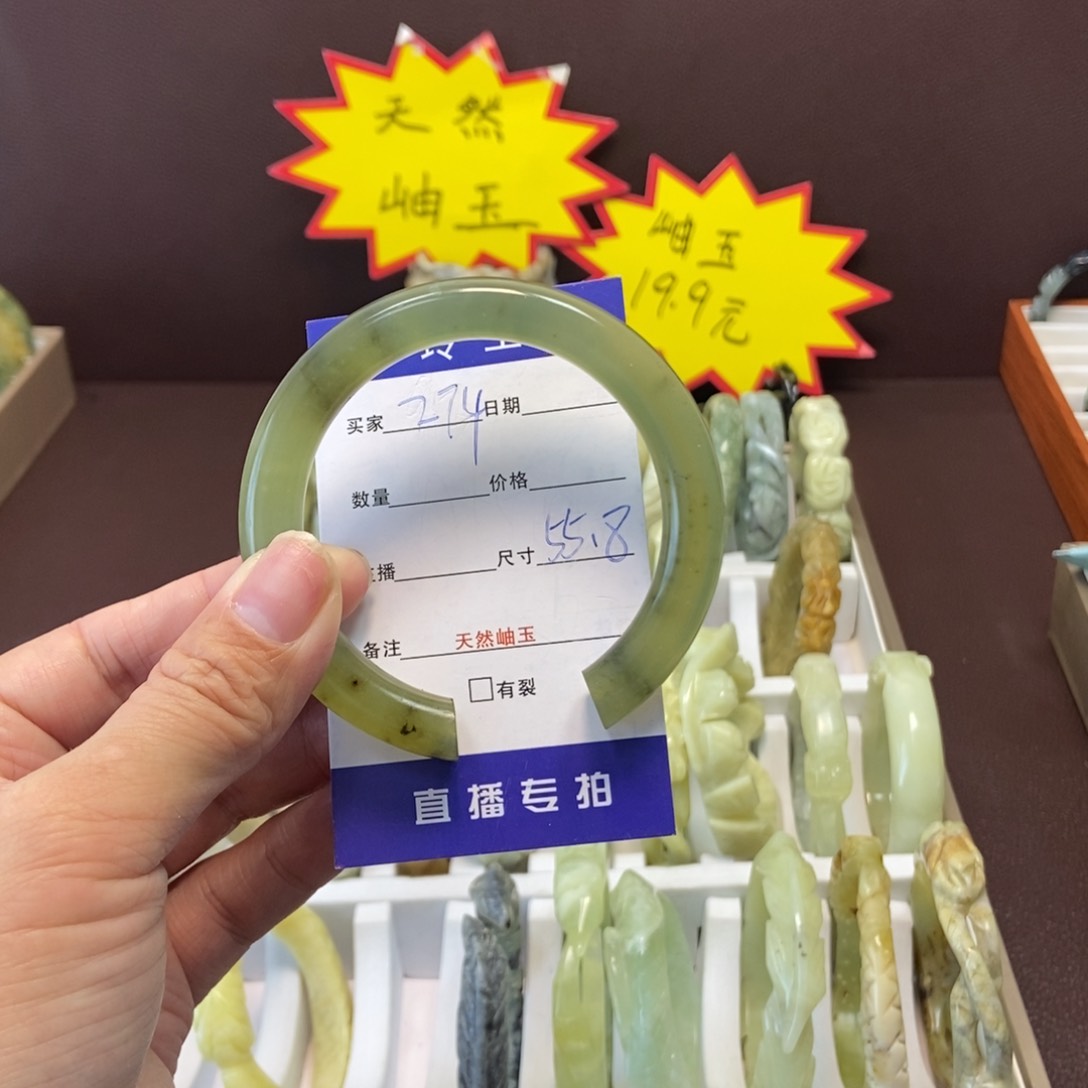 天然
岫玉
岫玉
19.9元
买家 274 日期
数量 价格
播 尺寸 55.8
备注 天然岫玉
□有裂
直播专拍